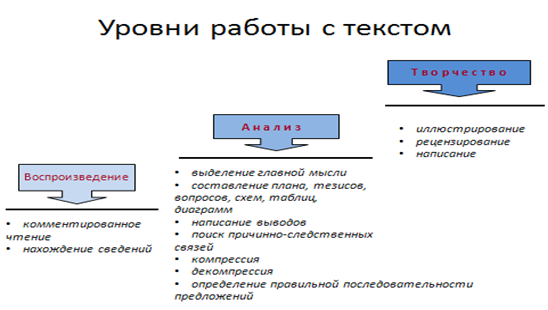 Уровни работы с текстом
Воспроизведение
• комментированное
чтение
• нахождение сведений
Анализ
• выделение главной мысли
• составление плана, тезисов,
вопросов, схем, таблиц,
диаграмм
• написание выводов
• поиск причинно-следственных
связей
• компрессия
• декомпрессия
• определение правильной последовательности
предложений
Творчество
• иллюстрирование
• рецензирование
• написание